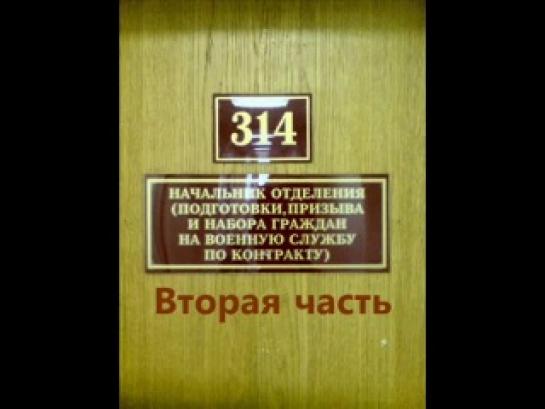 314
НАЧАЛЬНИК ОТДЕЛЕНИЯ
(ПОДГОТОВКИ,ПРИЗЫВА
И НАБОРА ГРАЖДАН
НА ВОЕННУЮ СЛУЖБУ
ПО КОНТРАКТУ)
Вторая часть